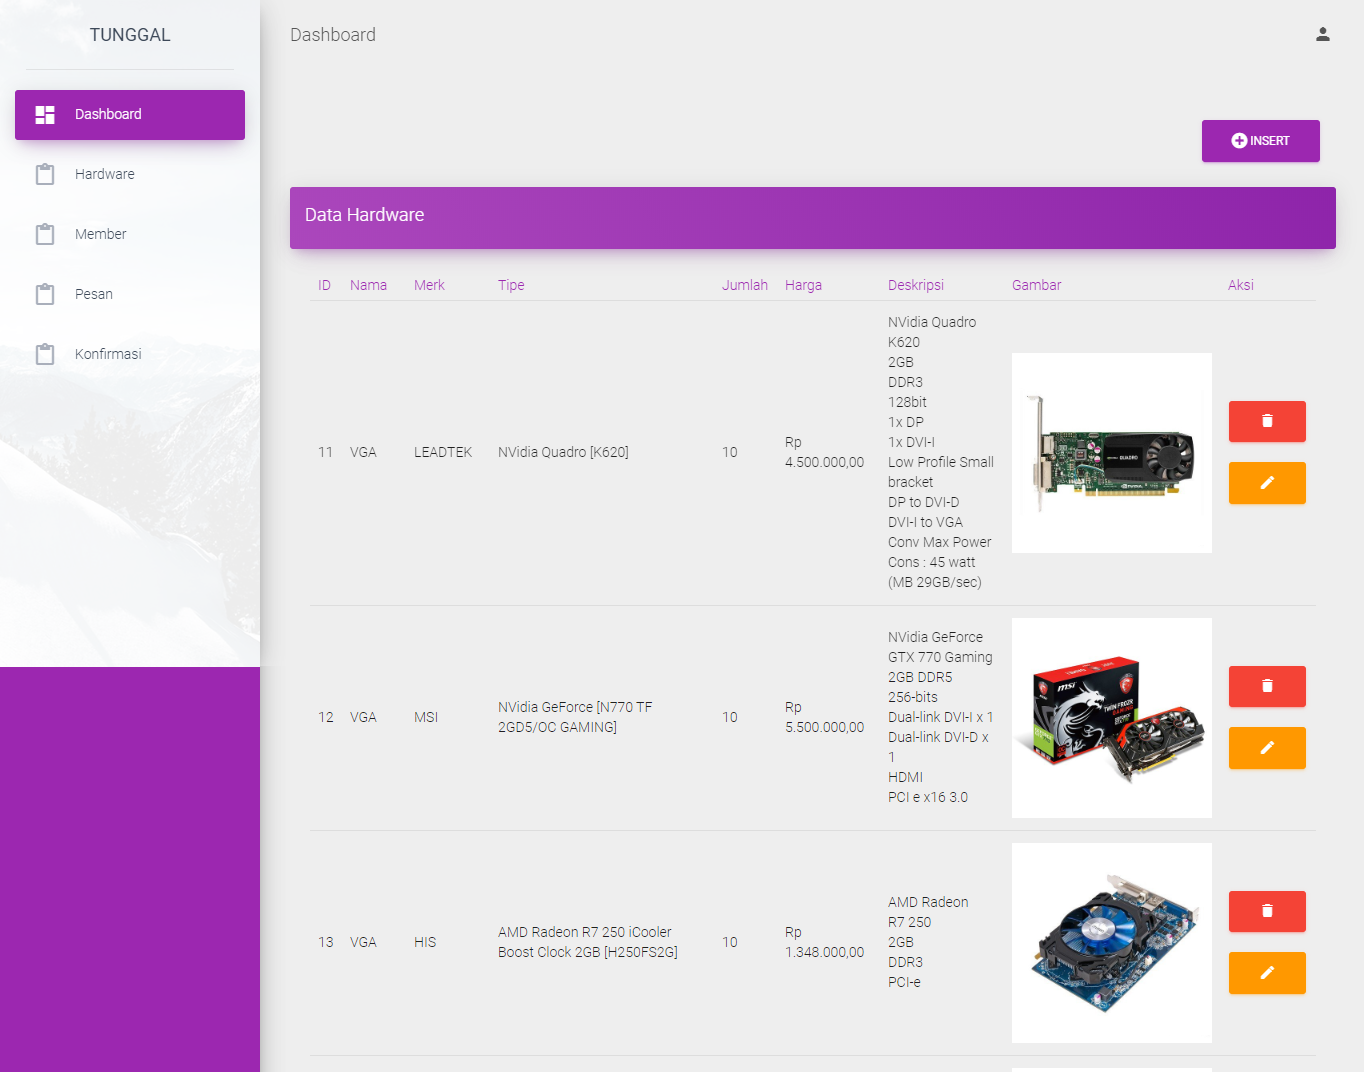 TUNGGAL
Dashboard
Hardware
Member
Pesan
Konfirmasi
Dashboard
INSERT
Data Hardware
ID Nama Merk Tipe Jumlah Harga Deskripsi Gambar Aksi
11 VGA LEADTEK NVidia Quadro [K620] 10
Rp
4.500.000,00
NVidia Quadro
K620
2GB
DDR3
128bit
1x DP
1x DVI-I
Low Profile Small
bracket
DP to DVI-D
DVI-I to VGA
Conv Max Power
Cons : 45 watt
(MB 29GB/sec)
QUADRO
12 VGA MSI
NVidia GeForce [N770 TF
2GD5/OC GAMING]
10
Rp
5.500.000,00
NVidia GeForce
GTX 770 Gaming
2GB DDR5
256-bits
Dual-link DVI-I x 1
Dual-link DVI-D x
1
HDMI
PCI e x16 3.0
msi
TWIN FROZR
GAMING
13 VGA HIS
AMD Radeon R7 250 iCooler
Boost Clock 2GB [H250FS2G]
10
Rp
1.348.000,00
AMD Radeon
R7 250
2GB
DDR3
PCI-e